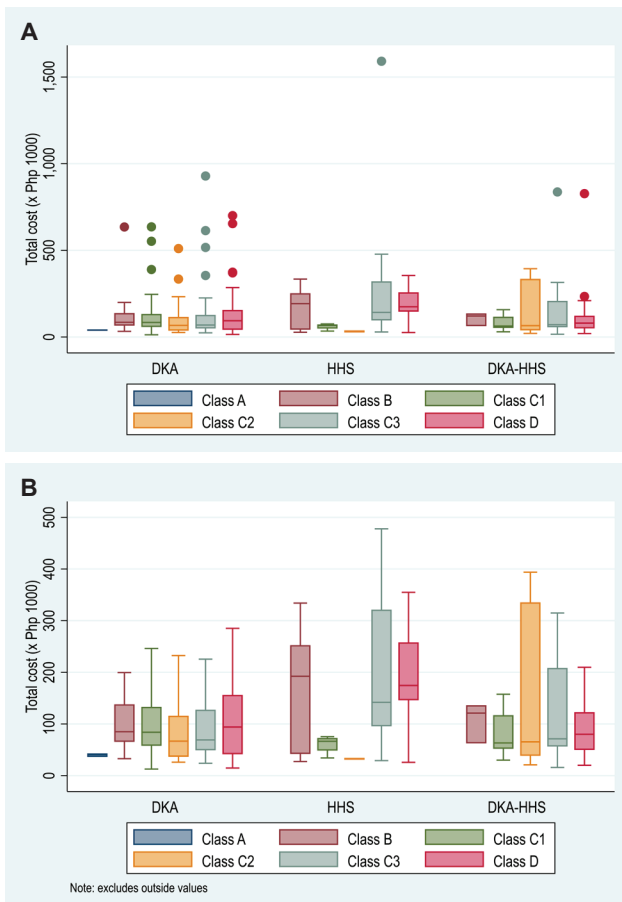 A
Total cost (x Php 1000)
1,500
1,000
500
0
DKA HHS DKA-HHS
Class A Class B Class C1
Class C2 Class C3 Class D
B
Total cost (x Php 1000)
500
400
300
200
100
0
DKA HHS DKA-HHS
Class A Class B Class C1
Class C2 Class C3 Class D
Note: excludes outside values